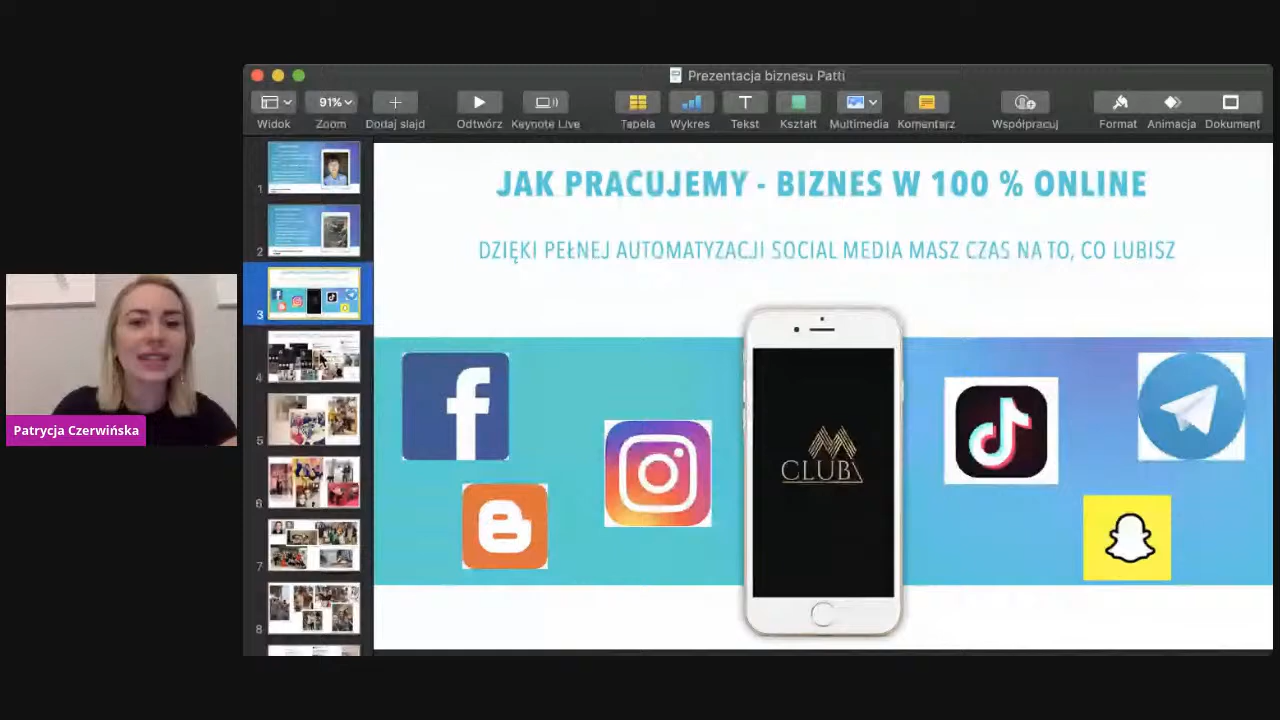 Prezentacja biznesu Patti
91%
Widok
Zoom
Dodaj slajd
Odtwórz
Keynote Live
Tabela
Wykres
Tekst
Kształt
Multimedia
Komentarz
Współpracuj
Format
Animacja
Dokument
1
2
3
4
5
6
7
8
JAK PRACUJEMY - BIZNES W 100 % ONLINE
DZIĘKI PEŁNEJ AUTOMATYZACJI SOCIAL MEDIA MASZ CZAS NA TO, CO LUBISZ
CLUB
Patrycja Czerwińska